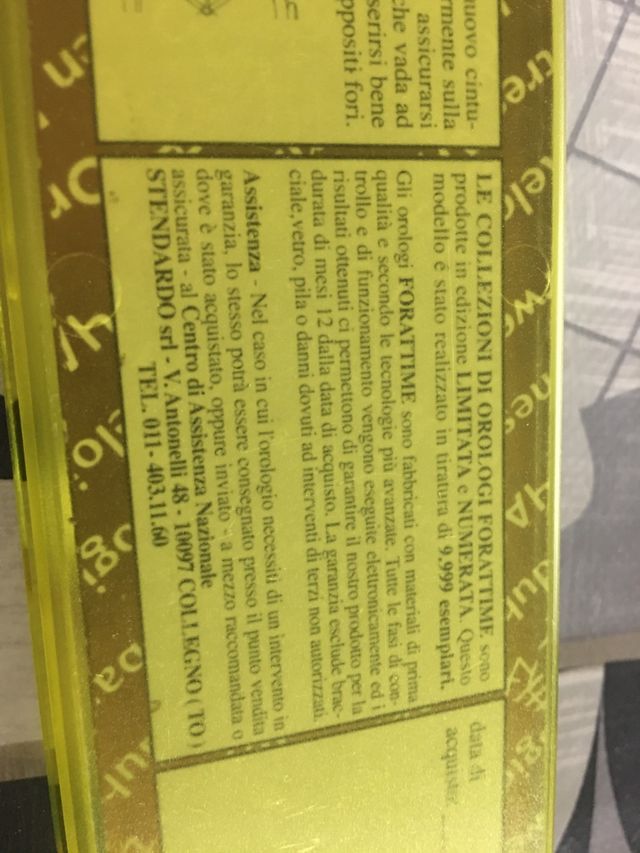 uovo cintu-
rmente sulla
assicurarsi
che vada ad
serirsi bene
ppositi fori.
LE COLLEZIONI DI OROLOGI FORATTIME sono
prodotte in edizione LIMITATA e NUMERATA. Questo
modello é stato realizzato in tiratura di 9.999 esemplari.
Gli orologi FORATTIME sono fabbricati con materiali di prima
qualità e secondo le tecnologie più avanzate. Tutte le fasi di con-
trollo e di funzionamento vengono eseguite elettronicamente ed i
risultati ottenuti ci permettono di garantire il nostro prodotto per la
durata di mesi 12 dalla data di acquisto. La garanzia esclude brac-
ciale, vetro, pila o danni dovuti ad interventi di terzi non autorizzati.
Assistenza - Nel caso in cui l'orologio necessiti di un intervento in
garanzia, lo stesso potrà essere consegnato presso il punto vendita
dove è stato acquistato, oppure inviato - a mezzo raccomandata o
assicurata - al Centro di Assistenza Nazionale
STENDARDO srl - V. Antonelli 48 - 10097 COLLEGNO (TO)
TEL. 011- 403.11.60
data di